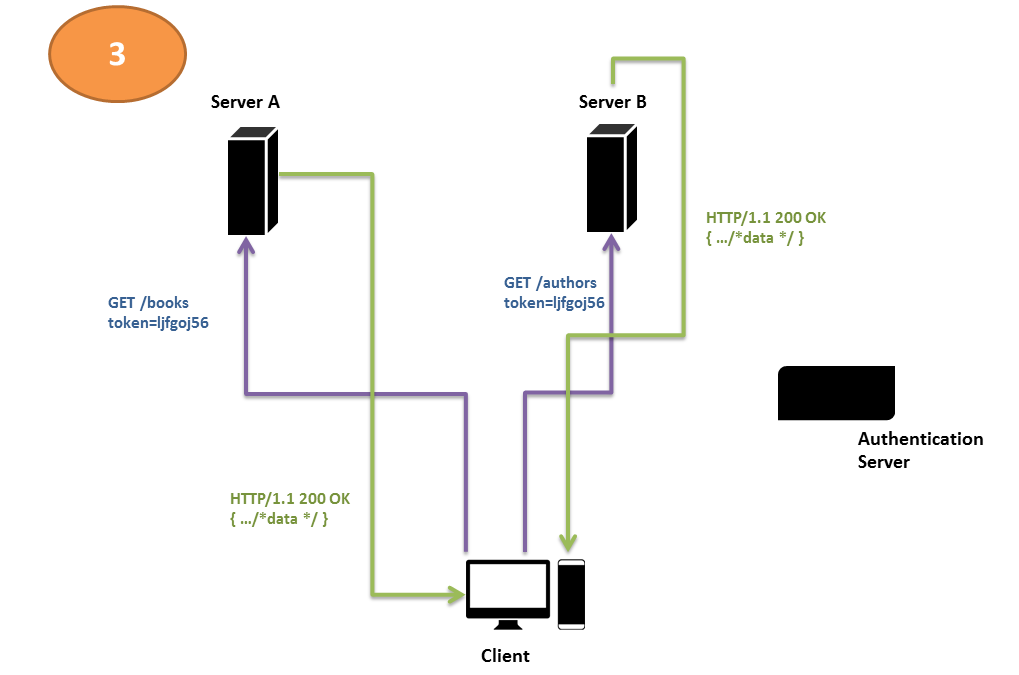 3
Server A
Server B
HTTP/1.1 200 OK
{ .../*data */ }
GET /books
token=ljfgoj56
GET /authors
token=ljfgoj56
Authentication
Server
HTTP/1.1 200 OK
{ .../*data */ }
Client